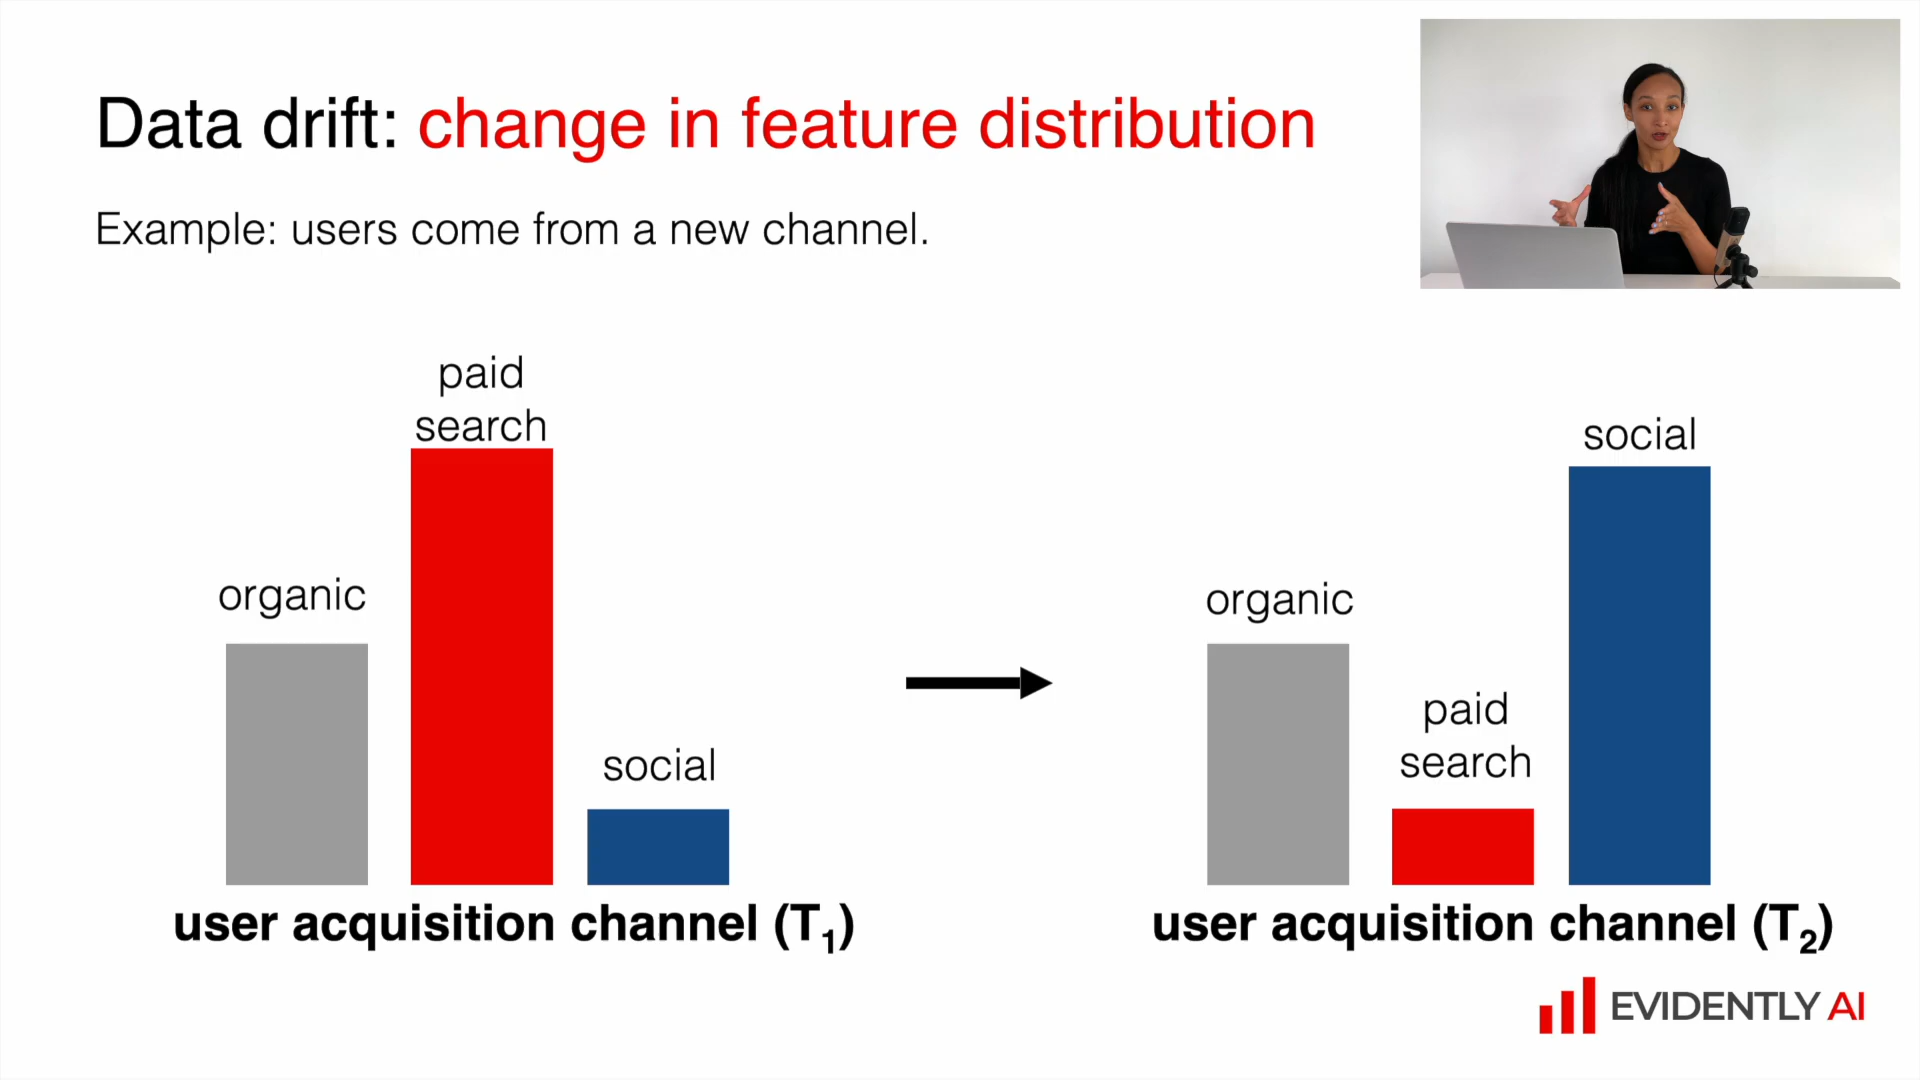 Data drift: change in feature distribution
Example: users come from a new channel.
paid
search
organic
social
user acquisition channel (T₁)
social
organic
paid
search
user acquisition channel (T₂)
EVIDENTLY AI